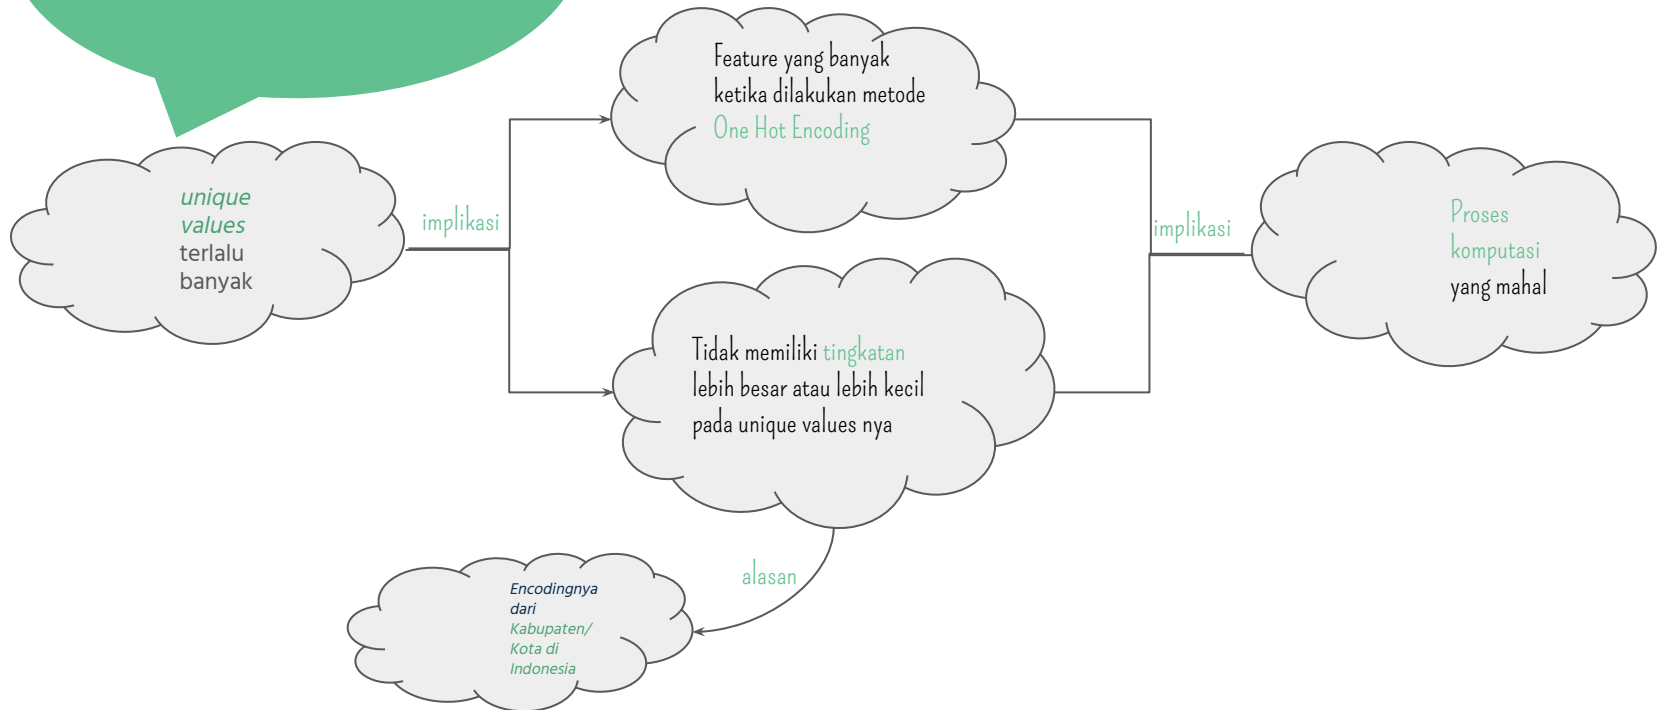 Feature yang banyak
ketika dilakukan metode
One Hot Encoding
unique
values
terlalu
banyak
implikasi
implikasi
Proses
komputasi
yang mahal
Tidak memiliki tingkatan
lebih besar atau lebih kecil
pada unique values nya
alasan
Encodingnya
dari
Kabupaten/
Kota di
Indonesia